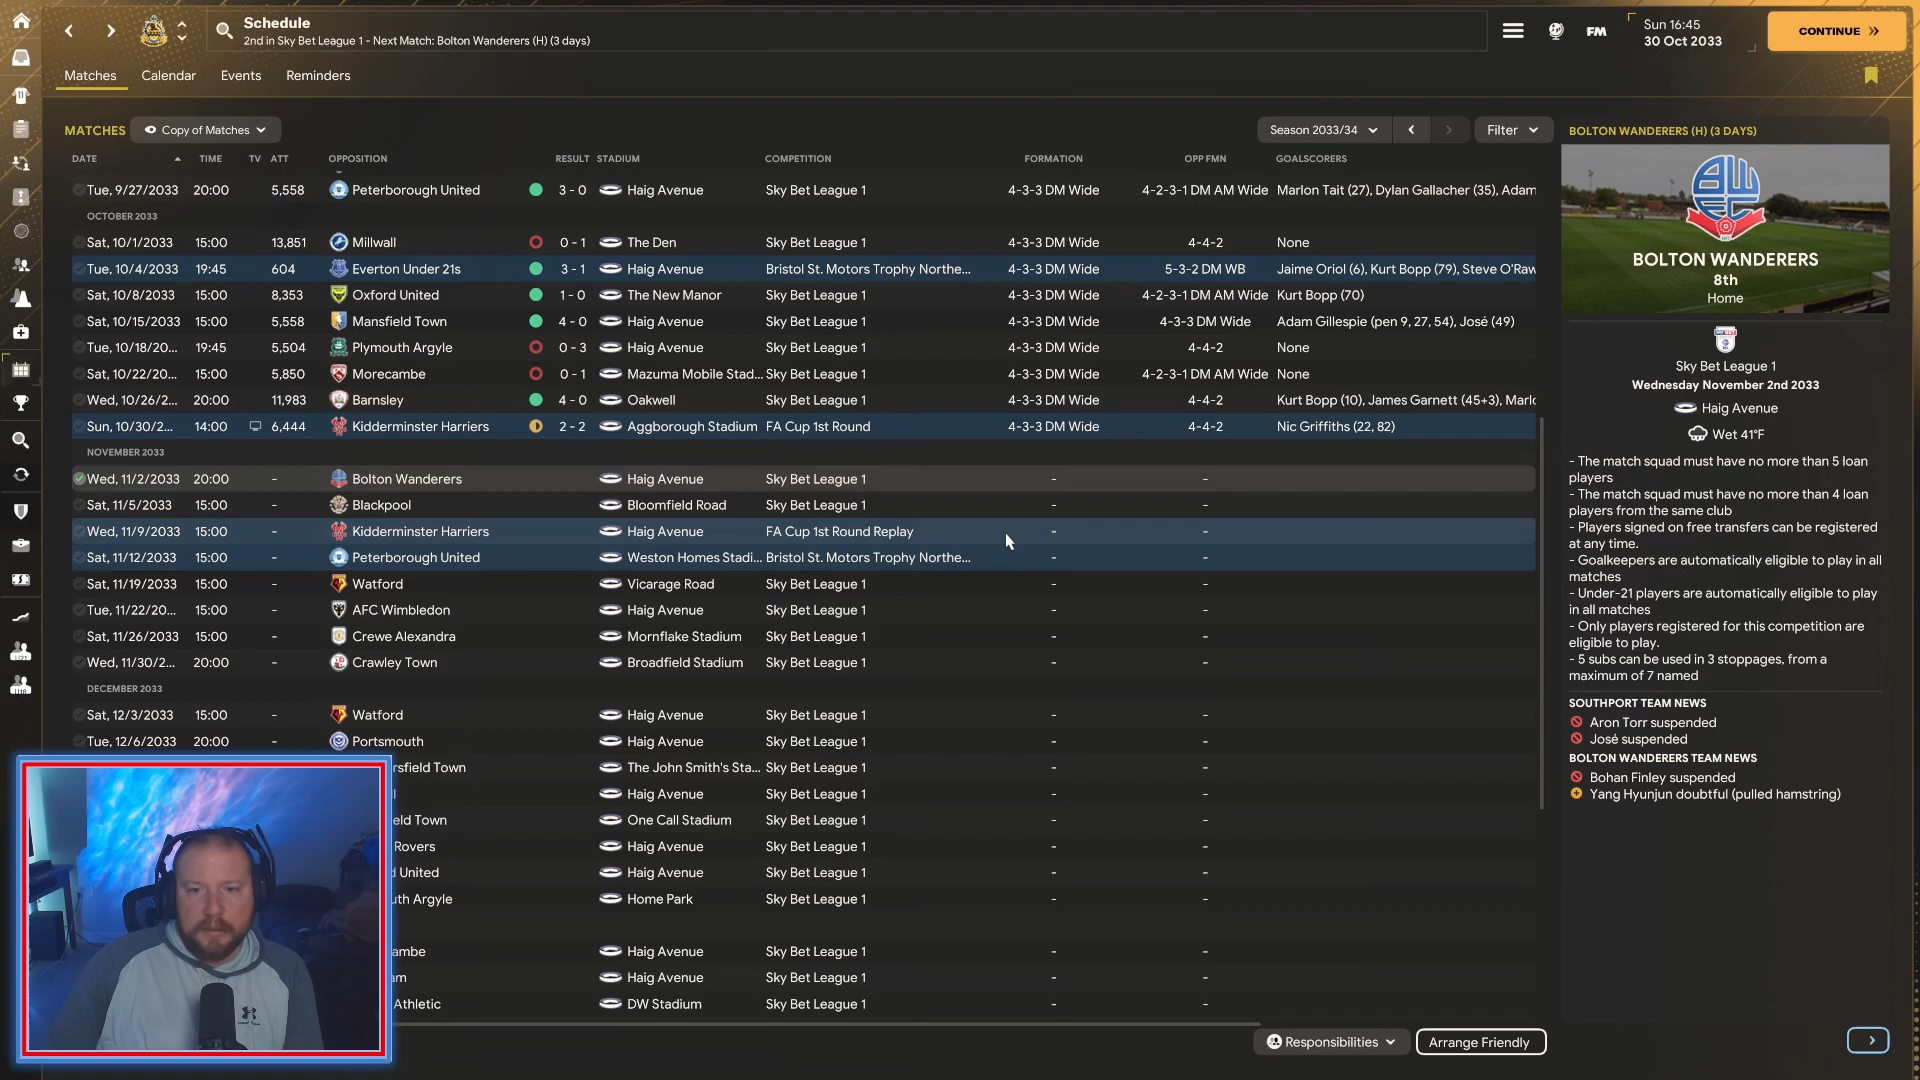 Schedule
2nd in Sky Bet League 1 - Next Match: Bolton Wanderers (H) (3 days)
FM
Sun 16:45
30 Oct 2033
CONTINUE
Matches Calendar Events Reminders
MATCHES Copy of Matches Season 2033/34 Filter
DATE TIME TV ATT OPPOSITION RESULT STADIUM COMPETITION FORMATION OPP FMN GOALSCORERS
Tue, 9/27/2033 20:00 5,558 Peterborough United 3 - 0 Haig Avenue Sky Bet League 1 4-3-3 DM Wide 4-2-3-1 DM AM Wide Marlon Tait (27), Dylan Gallacher (35), Adam
OCTOBER 2033
Sat, 10/1/2033 15:00 13,851 Millwall 0 - 1 The Den Sky Bet League 1 4-3-3 DM Wide 4-4-2 None
Tue, 10/4/2033 19:45 604 Everton Under 21s 3 - 1 Haig Avenue Bristol St. Motors Trophy Northe... 4-3-3 DM Wide 5-3-2 DM WB Jaime Oriol (6), Kurt Bopp (79), Steve O'Raw
Sat, 10/8/2033 15:00 8,353 Oxford United 1 - 0 The New Manor Sky Bet League 1 4-3-3 DM Wide 4-2-3-1 DM AM Wide Kurt Bopp (70)
Sat, 10/15/2033 15:00 5,558 Mansfield Town 4 - 0 Haig Avenue Sky Bet League 1 4-3-3 DM Wide 4-3-3 DM Wide Adam Gillespie (pen 9, 27, 54), José (49)
Tue, 10/18/20... 19:45 5,504 Plymouth Argyle 0 - 3 Haig Avenue Sky Bet League 1 4-3-3 DM Wide 4-4-2 None
Sat, 10/22/20... 15:00 5,850 Morecambe 0 - 1 Mazuma Mobile Stad... Sky Bet League 1 4-3-3 DM Wide 4-2-3-1 DM AM Wide None
Wed, 10/26/2... 20:00 11,983 Barnsley 4 - 0 Oakwell Sky Bet League 1 4-3-3 DM Wide 4-4-2 Kurt Bopp (10), James Garnett (45+3), Marlo
Sun, 10/30/2... 14:00 6,444 Kidderminster Harriers 2 - 2 Aggborough Stadium FA Cup 1st Round 4-3-3 DM Wide 4-4-2 Nic Griffiths (22, 82)
NOVEMBER 2033
Wed, 11/2/2033 20:00 - Bolton Wanderers Haig Avenue Sky Bet League 1 - -
Sat, 11/5/2033 15:00 - Blackpool Bloomfield Road Sky Bet League 1 - -
Wed, 11/9/2033 15:00 - Kidderminster Harriers Haig Avenue FA Cup 1st Round Replay - -
Sat, 11/12/2033 15:00 - Peterborough United Weston Homes Stadi... Bristol St. Motors Trophy Northe... - -
Sat, 11/19/2033 15:00 - Watford Vicarage Road Sky Bet League 1 - -
Tue, 11/22/20... 15:00 - AFC Wimbledon Haig Avenue Sky Bet League 1 - -
Sat, 11/26/2033 15:00 - Crewe Alexandra Mornflake Stadium Sky Bet League 1 - -
Wed, 11/30/2... 20:00 - Crawley Town Broadfield Stadium Sky Bet League 1 - -
DECEMBER 2033
Sat, 12/3/2033 15:00 - Watford Haig Avenue Sky Bet League 1 - -
Tue, 12/6/2033 20:00 - Portsmouth Haig Avenue Sky Bet League 1 - -
rsfield Town The John Smith's Sta... Sky Bet League 1 - -
l Haig Avenue Sky Bet League 1 - -
eld Town One Call Stadium Sky Bet League 1 - -
Rovers Haig Avenue Sky Bet League 1 - -
d United Haig Avenue Sky Bet League 1 - -
uth Argyle Home Park Sky Bet League 1 - -
ambe Haig Avenue Sky Bet League 1 - -
am Haig Avenue Sky Bet League 1 - -
Athletic DW Stadium Sky Bet League 1 - -
Responsibilities Arrange Friendly
BOLTON WANDERERS (H) (3 DAYS)
BOLTON WANDERERS
8th
Home
Sky Bet League 1
Wednesday November 2nd 2033
Haig Avenue
Wet 41°F
- The match squad must have no more than 5 loan
players
- The match squad must have no more than 4 loan
players from the same club
- Players signed on free transfers can be registered
at any time.
- Goalkeepers are automatically eligible to play in all
matches
- Under-21 players are automatically eligible to play
in all matches
- Only players registered for this competition are
eligible to play.
- 5 subs can be used in 3 stoppages, from a
maximum of 7 named
SOUTHPORT TEAM NEWS
Aron Torr suspended
José suspended
BOLTON WANDERERS TEAM NEWS
Bohan Finley suspended
Yang Hyunjun doubtful (pulled hamstring)
U21
U18